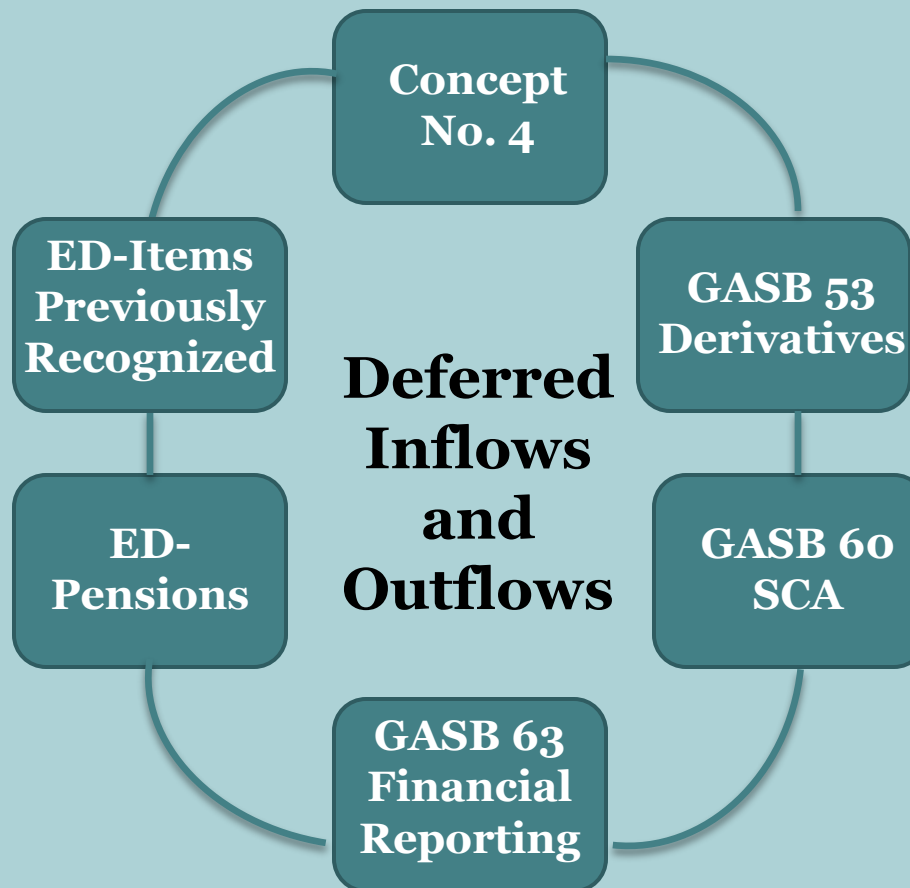 Concept
No. 4
GASB 53
Derivatives
GASB 60
SCA
GASB 63
Financial
Reporting
ED-
Pensions
ED-Items
Previously
Recognized
Deferred
Inflows
and
Outflows